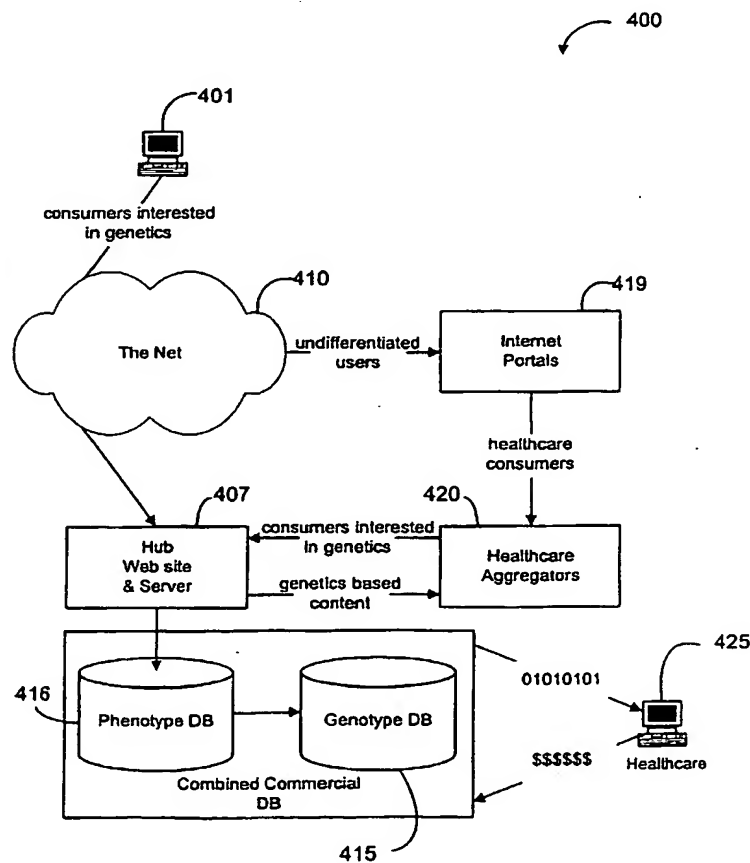 400
401
consumers interested
in genetics
410
The Net
undifferentiated
users
419
Internet
Portals
healthcare
consumers
407
Hub
Web site
& Server
consumers interested
in genetics
genetics based
content
420
Healthcare
Aggregators
416
Phenotype DB
Genotype DB
Combined Commercial
DB
415
01010101
$$$$$$
425
Healthcare